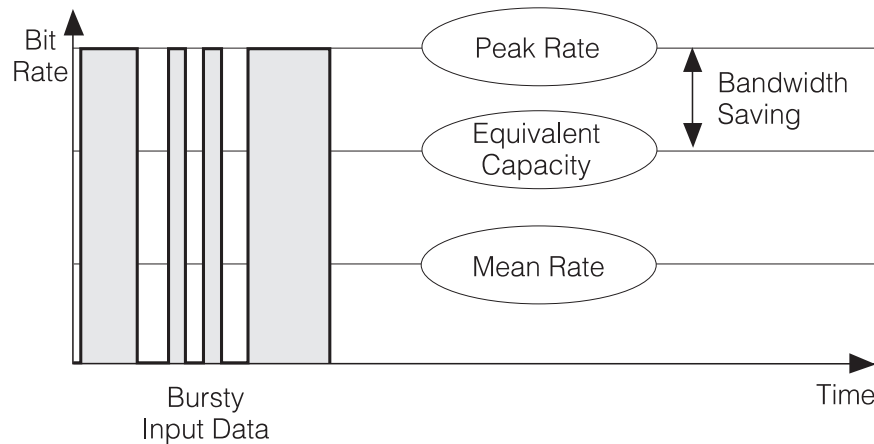 Bit
Rate
Peak Rate
Bandwidth
Saving
Equivalent
Capacity
Mean Rate
Time
Bursty
Input Data